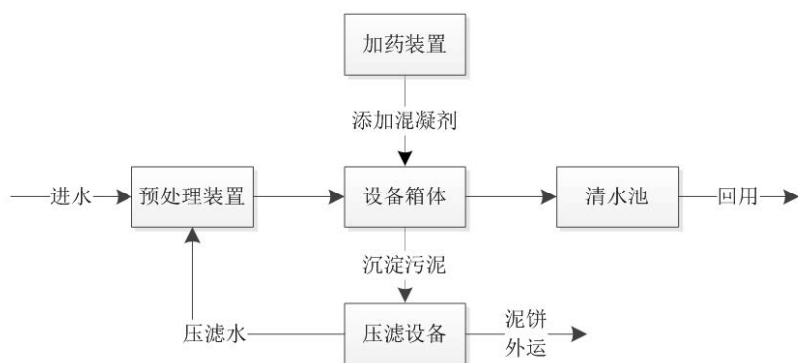 加药装置
添加混凝剂
进水
预处理装置
设备箱体
清水池
回用
沉淀污泥
压滤水
压滤设备
泥饼
外运